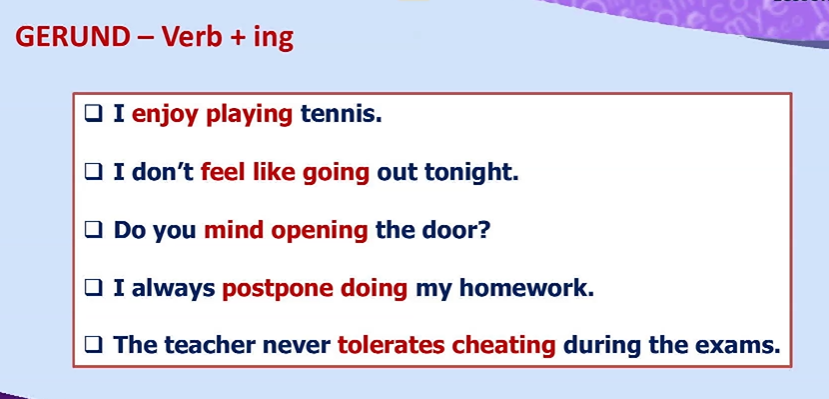 GERUND – Verb + ing
❑ I enjoy playing tennis.
❑ I don’t feel like going out tonight.
❑ Do you mind opening the door?
❑ I always postpone doing my homework.
❑ The teacher never tolerates cheating during the exams.